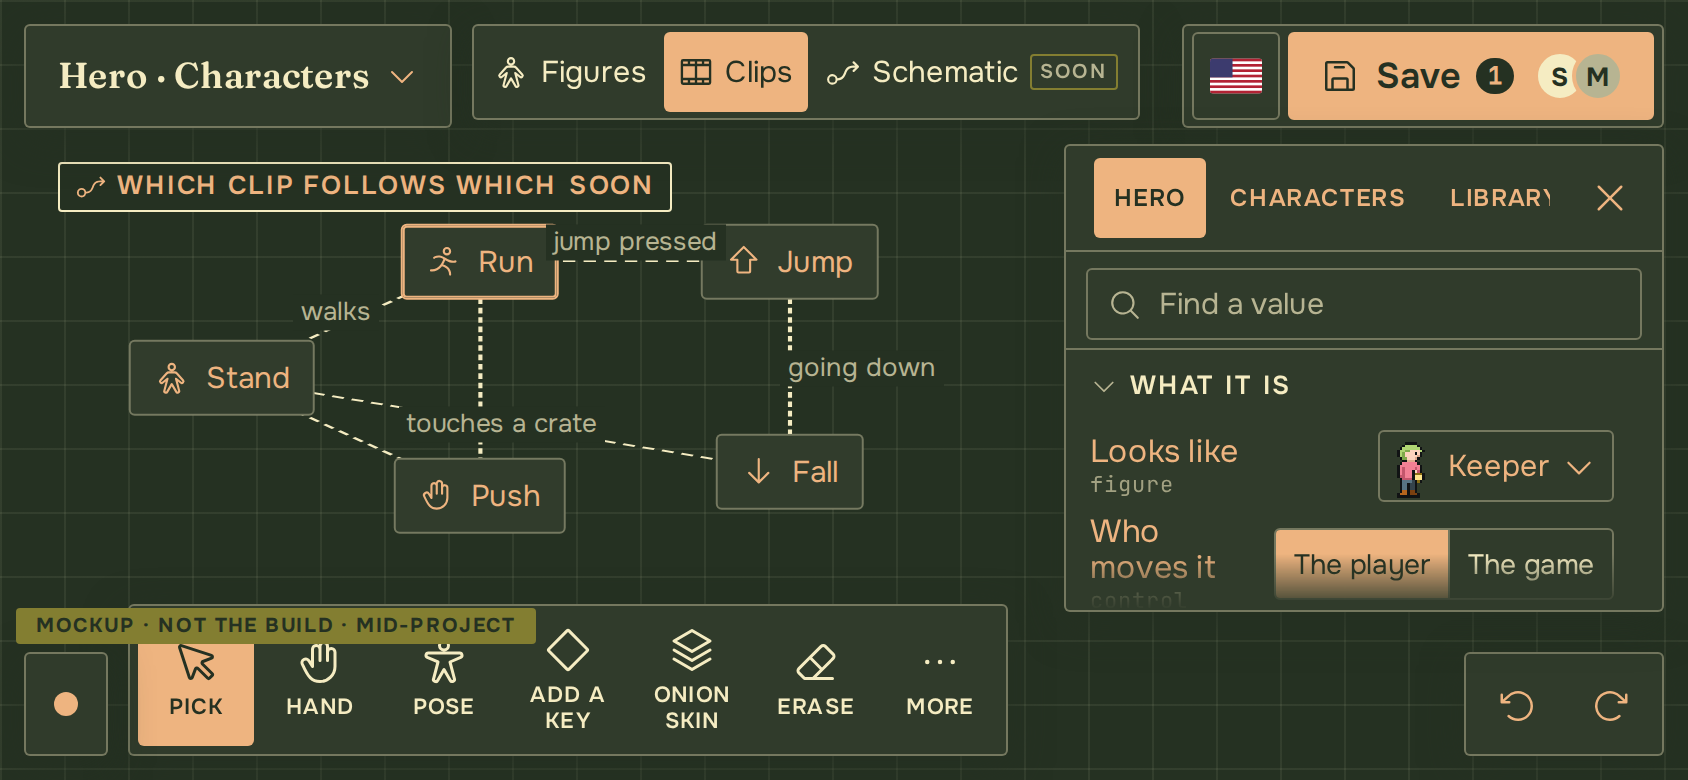 Hero · Characters
Figures
Clips
Schematic SOON
Save 1 S M
WHICH CLIP FOLLOWS WHICH SOON
Run
jump pressed
Jump
walks
Stand
going down
touches a crate
Push
Fall
HERO CHARACTERS LIBRARY
Find a value
WHAT IT IS
Looks like
figure
Keeper
Who
moves it
control
The player The game
MOCKUP · NOT THE BUILD · MID-PROJECT
PICK
HAND
POSE
ADD A
KEY
ONION
SKIN
ERASE
MORE